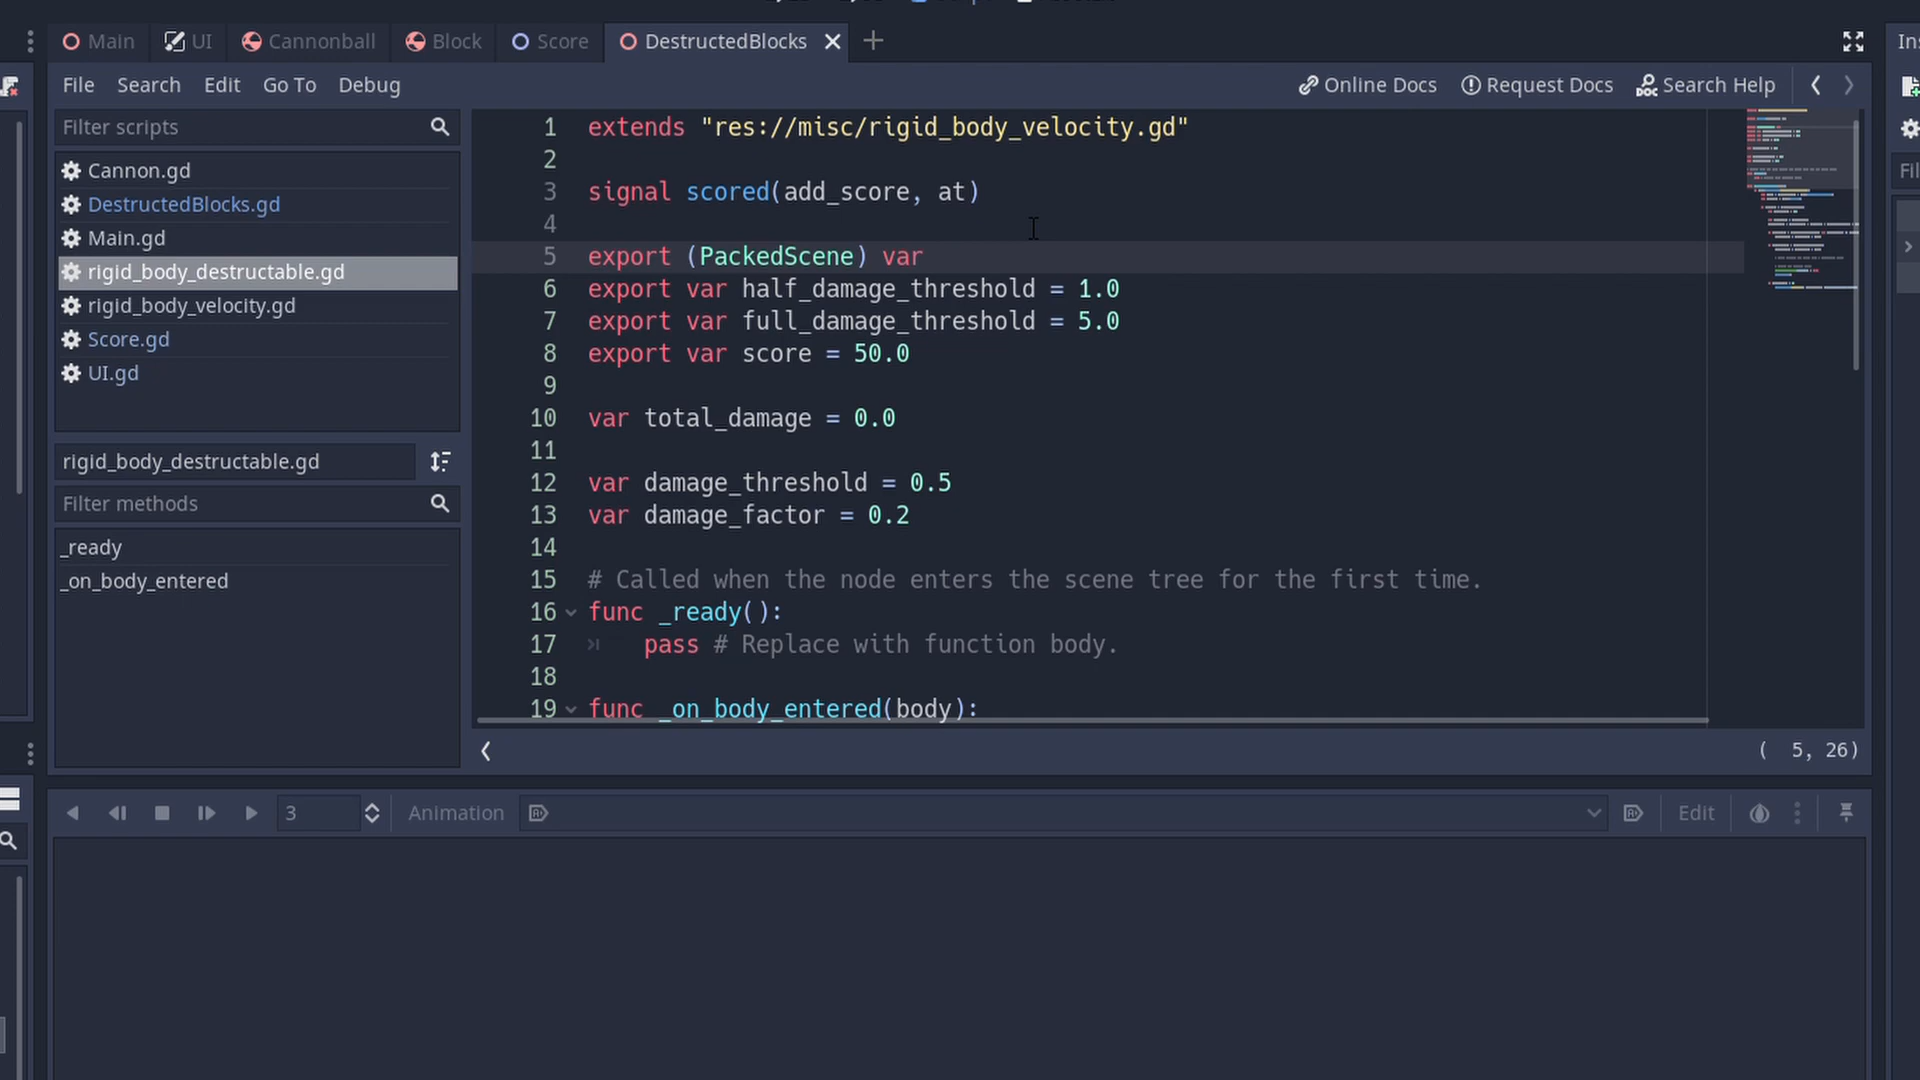 Main UI Cannonball Block Score DestructedBlocks
File Search Edit Go To Debug Online Docs Request Docs Search Help
Filter scripts
Cannon.gd
DestructedBlocks.gd
Main.gd
rigid_body_destructable.gd
rigid_body_velocity.gd
Score.gd
UI.gd
rigid_body_destructable.gd
Filter methods
_ready
_on_body_entered
1 extends "res://misc/rigid_body_velocity.gd"
2
3 signal scored(add_score, at)
4
5 export (PackedScene) var
6 export var half_damage_threshold = 1.0
7 export var full_damage_threshold = 5.0
8 export var score = 50.0
9
10 var total_damage = 0.0
11
12 var damage_threshold = 0.5
13 var damage_factor = 0.2
14
15 # Called when the node enters the scene tree for the first time.
16 func _ready():
17 pass # Replace with function body.
18
19 func _on_body_entered(body):
( 5, 26)
3 Animation Edit